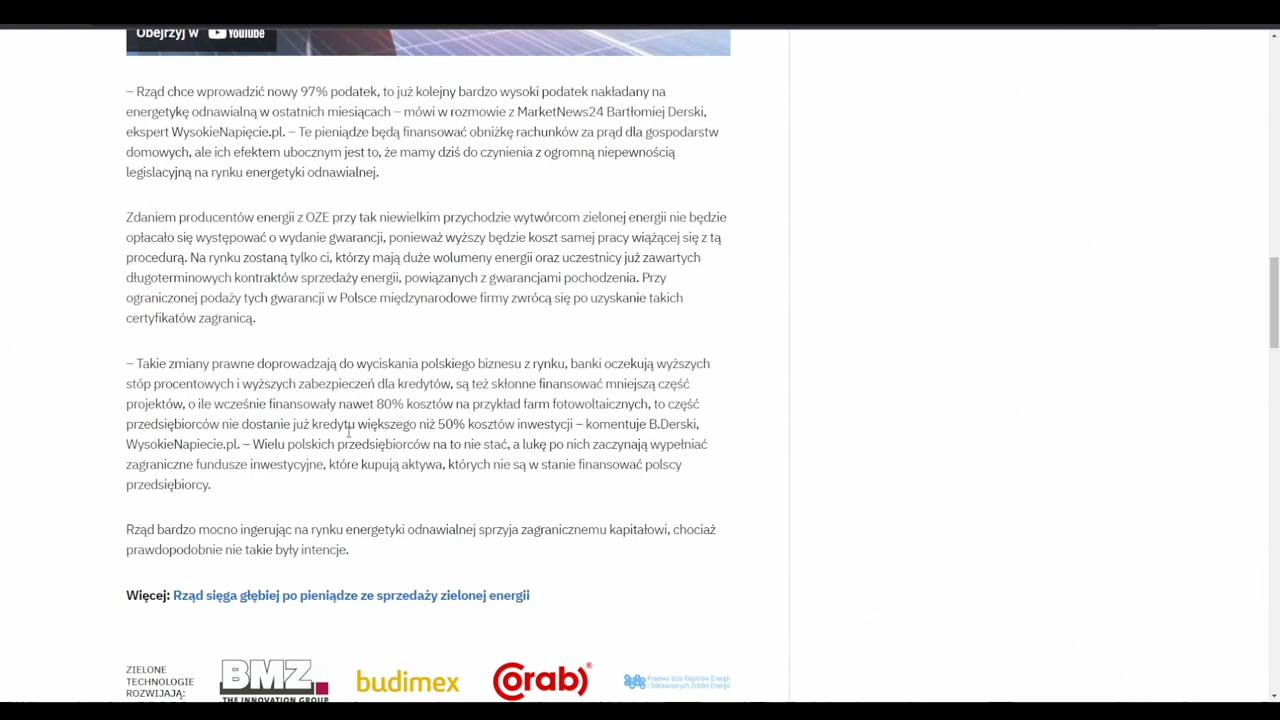 Obejrzyj w YouTube
– Rząd chce wprowadzić nowy 97% podatek, to już kolejny bardzo wysoki podatek nakładany na
energetykę odnawialną w ostatnich miesiącach – mówi w rozmowie z MarketNews24 Bartłomiej Derski,
ekspert WysokieNapięcie.pl. – Te pieniądze będą finansować obniżkę rachunków za prąd dla gospodarstw
domowych, ale ich efektem ubocznym jest to, że mamy dziś do czynienia z ogromną niepewnością
legislacyjną na rynku energetyki odnawialnej.
Zdaniem producentów energii z OZE przy tak niewielkim przychodzie wytwórcom zielonej energii nie będzie
opłacało się występować o wydanie gwarancji, ponieważ wyższy będzie koszt samej pracy wiążącej się z tą
procedurą. Na rynku zostaną tylko ci, którzy mają duże wolumeny energii oraz uczestnicy już zawartych
długoterminowych kontraktów sprzedaży energii, powiązanych z gwarancjami pochodzenia. Przy
ograniczonej podaży tych gwarancji w Polsce międzynarodowe firmy zwrócą się po uzyskanie takich
certyfikatów zagranicą.
– Takie zmiany prawne doprowadzają do wyciskania polskiego biznesu z rynku, banki oczekują wyższych
stóp procentowych i wyższych zabezpieczeń dla kredytów, są też skłonne finansować mniejszą część
projektów, o ile wcześnie finansowały nawet 80% kosztów na przykład farm fotowoltaicznych, to część
przedsiębiorców nie dostanie już kredytu większego niż 50% kosztów inwestycji – komentuje B.Derski,
WysokieNapiecie.pl. – Wielu polskich przedsiębiorców na to nie stać, a lukę po nich zaczynają wypełniać
zagraniczne fundusze inwestycyjne, które kupują aktywa, których nie są w stanie finansować polscy
przedsiębiorcy.
Rząd bardzo mocno ingerując na rynku energetyki odnawialnej sprzyja zagranicznemu kapitałowi, chociaż
prawdopodobnie nie takie były intencje.
Więcej: Rząd sięga głębiej po pieniądze ze sprzedaży zielonej energii
ZIELONE
TECHNOLOGIE
ROZWIJAJĄ:
BMZ
THE INNOVATION GROUP
budimex
Corab
Krajowa Izba Klastrów Energii
i Odnawialnych Źródeł Energii